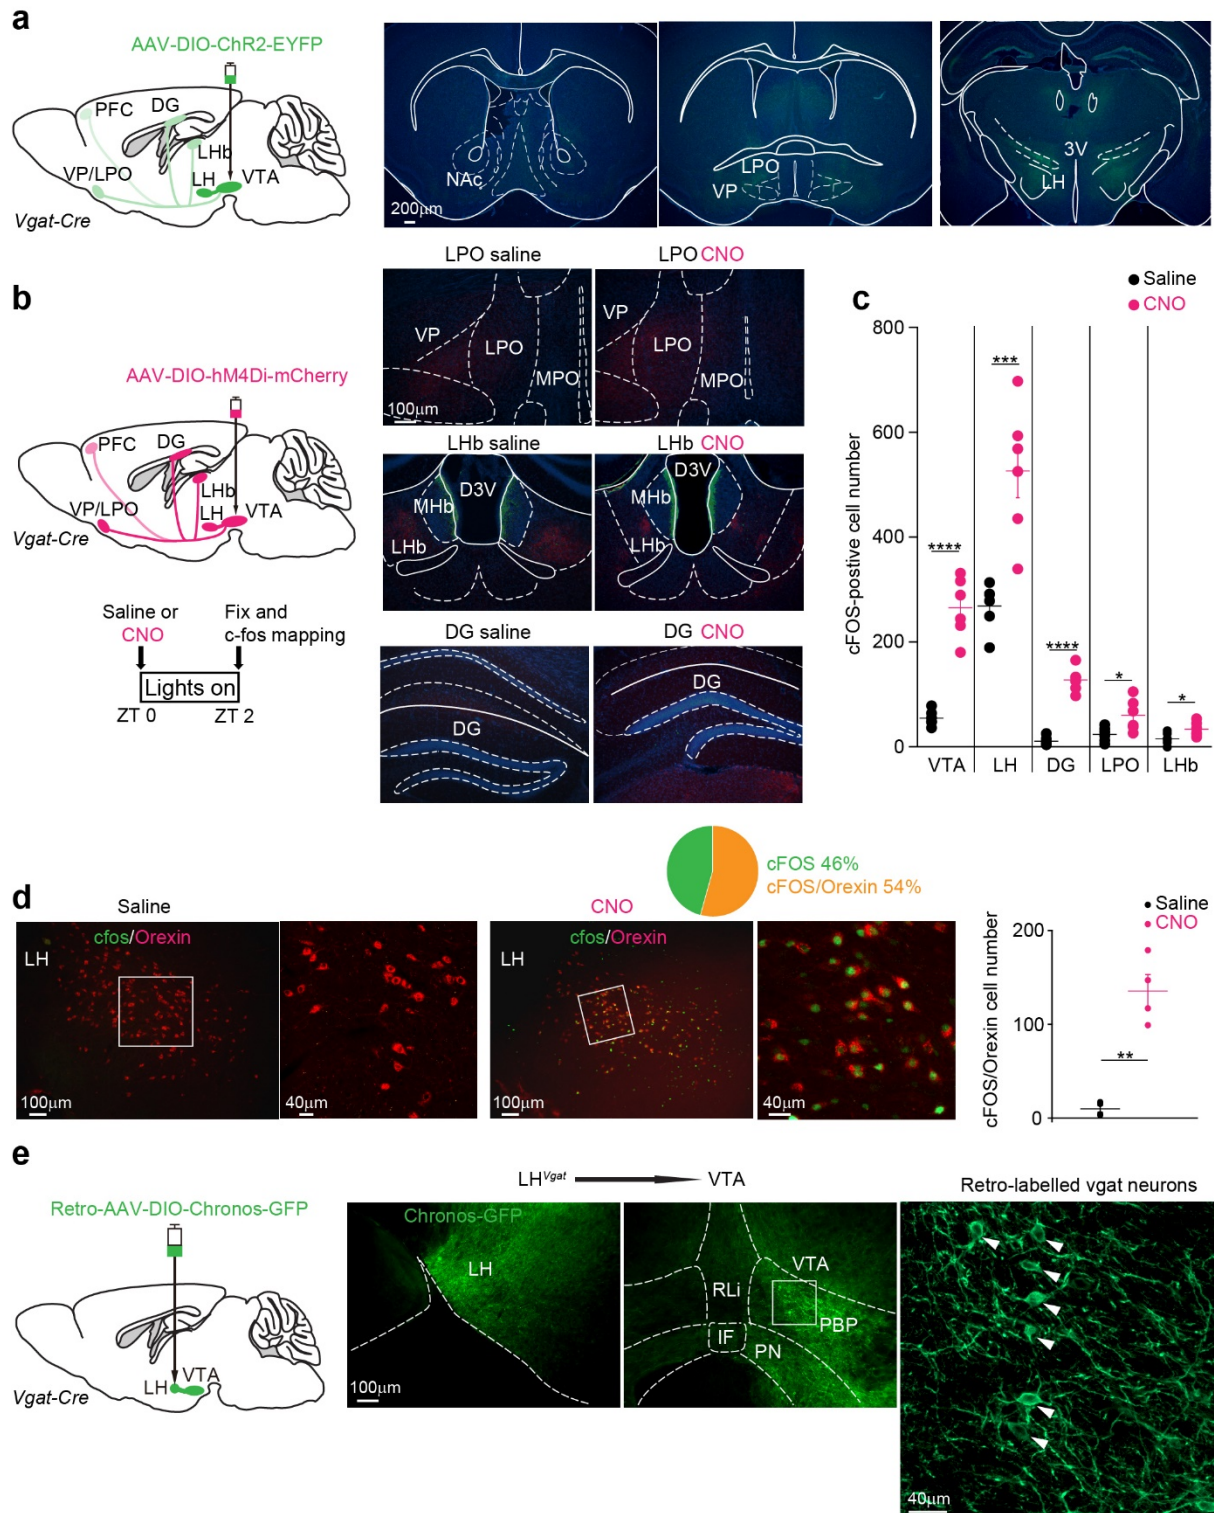 a
AAV-DIO-ChR2-EYFP
PFC
DG
LHb
VP/LPO
LH
VTA
Vgat-Cre
NAc
200μm
LPO
VP
3V
LH
b
AAV-DIO-hM4Di-mCherry
PFC
DG
LHb
VP/LPO
LH
VTA
Vgat-Cre
Saline or
CNO
Fix and
c-fos mapping
Lights on
ZT 0
ZT 2
LPO saline
LPO CNO
VP
LPO
MPO
100μm
VP
LPO
MPO
LHb saline
LHb CNO
D3V
MHb
LHb
D3V
MHb
LHb
DG saline
DG CNO
DG
DG
c
Saline
CNO
cFOS-postive cell number
800
600
400
200
0
****
***
****
*
*
VTA
LH
DG
LPO
LHb
d
cFOS 46%
cFOS/Orexin 54%
Saline
cfos/Orexin
LH
100μm
40μm
CNO
cfos/Orexin
LH
100μm
40μm
Saline
CNO
cFOS/Orexin cell number
200
100
0
**
e
Retro-AAV-DIO-Chronos-GFP
LH
VTA
Vgat-Cre
LHVgat
VTA
Chronos-GFP
LH
100μm
VTA
RLi
PBP
IF
PN
Retro-labelled vgat neurons
40μm